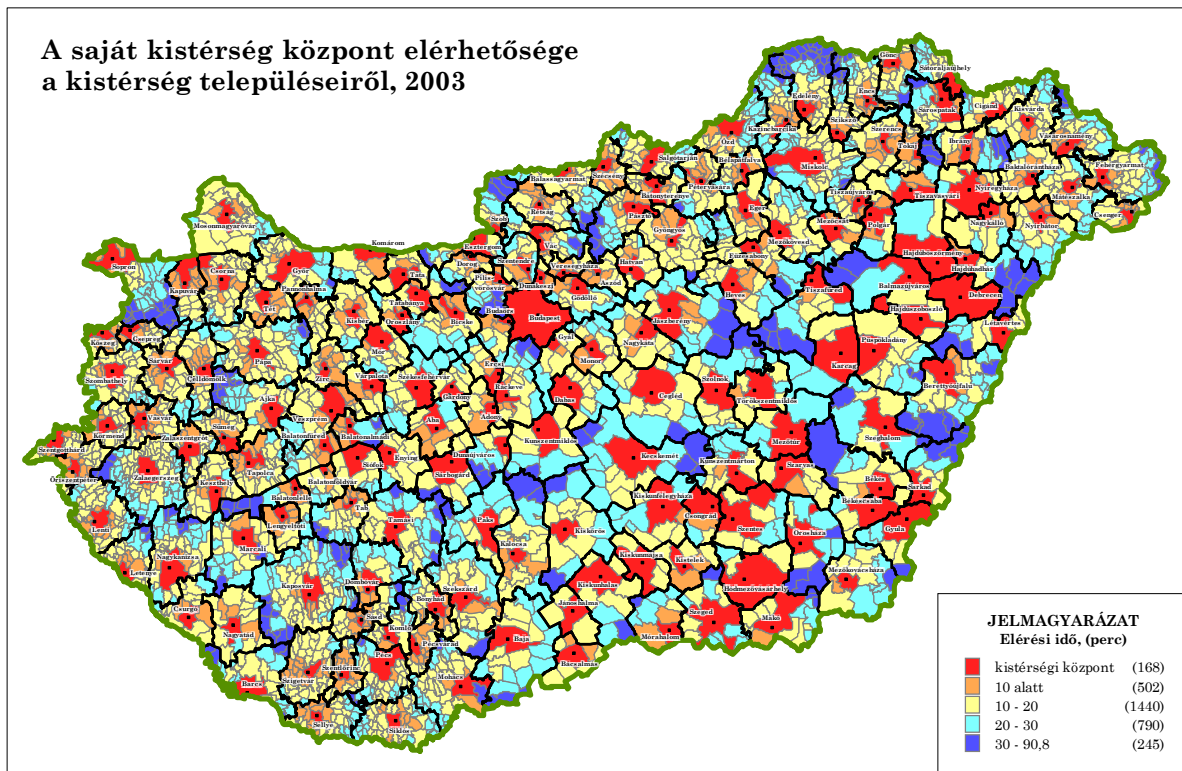 A saját kistérség központ elérhetősége
a kistérség településeiről, 2003
Gönc
Sátoraljaújhely
Edelény
Encs
Sárospatak
Cigánd
Kisvárda
Szikszó
Kazincbarcika
Szerencs
Vásárosnamény
Ózd
Tokaj
Ibrány
Salgótarján
Bélapátfalva
Miskolc
Baktalórántháza
Fehérgyarmat
Szécsény
Balassagyarmat
Bátonyterenye
Pétervására
Tiszaújváros
Tiszavasvári
Nyíregyháza
Mátészalka
Rétság
Szob
Pásztó
Eger
Mezőcsát
Polgár
Nagykálló
Nyírbátor
Csenger
Mosonmagyaróvár
Gyöngyös
Mezőkövesd
Komárom
Esztergom
Vác
Hajdúböszörmény
Sopron
Győr
Dorog
Szentendre
Veresegyháza
Hatvan
Füzesabony
Hajdúhadház
Csorna
Tata
Pilis-
vörösvár
Dunakeszi
Aszód
Kapuvár
Pannonhalma
Tatabánya
Gödöllő
Heves
Tiszafüred
Balmazújváros
Debrecen
Tét
Kisbér
Oroszlány
Bicske
Budaörs
Budapest
Jászberény
Hajdúszoboszló
Létavértes
Kőszeg
Csepreg
Gyál
Nagykáta
Püspökladány
Sárvár
Pápa
Mór
Monor
Karcag
Szombathely
Celldömölk
Zirc
Várpalota
Székesfehérvár
Ercsi
Ráckeve
Szolnok
Berettyóújfalu
Ajka
Gárdony
Dabas
Cegléd
Törökszentmiklós
Vasvár
Veszprém
Aba
Adony
Körmend
Zalaszentgrót
Sümeg
Balatonfüred
Balatonalmádi
Kunszentmiklós
Mezőtúr
Szeghalom
Szentgotthárd
Enying
Dunaújváros
Kecskemét
Kunszentmárton
Zalaegerszeg
Tapolca
Siófok
Sárbogárd
Szarvas
Őriszentpéter
Keszthely
Balatonföldvár
Békés
Sarkad
Balatonlelle
Tab
Kiskunfélegyháza
Békéscsaba
Lengyeltóti
Tamási
Paks
Csongrád
Lenti
Kiskőrös
Szentes
Orosháza
Gyula
Marcali
Kalocsa
Nagykanizsa
Kiskunmajsa
Kistelek
Mezőkovácsháza
Letenye
Kaposvár
Dombóvár
Szekszárd
Kiskunhalas
Hódmezővásárhely
Csurgó
Bonyhád
Jánoshalma
Szeged
Makó
Nagyatád
Sásd
Komló
Baja
Mórahalom
Pécsvárad
Pécs
Bácsalmás
Szentlőrinc
Szigetvár
Mohács
Barcs
Sellye
Siklós
JELMAGYARÁZAT
Elérési idő, (perc)
kistérségi központ (168)
10 alatt (502)
10 - 20 (1440)
20 - 30 (790)
30 - 90,8 (245)